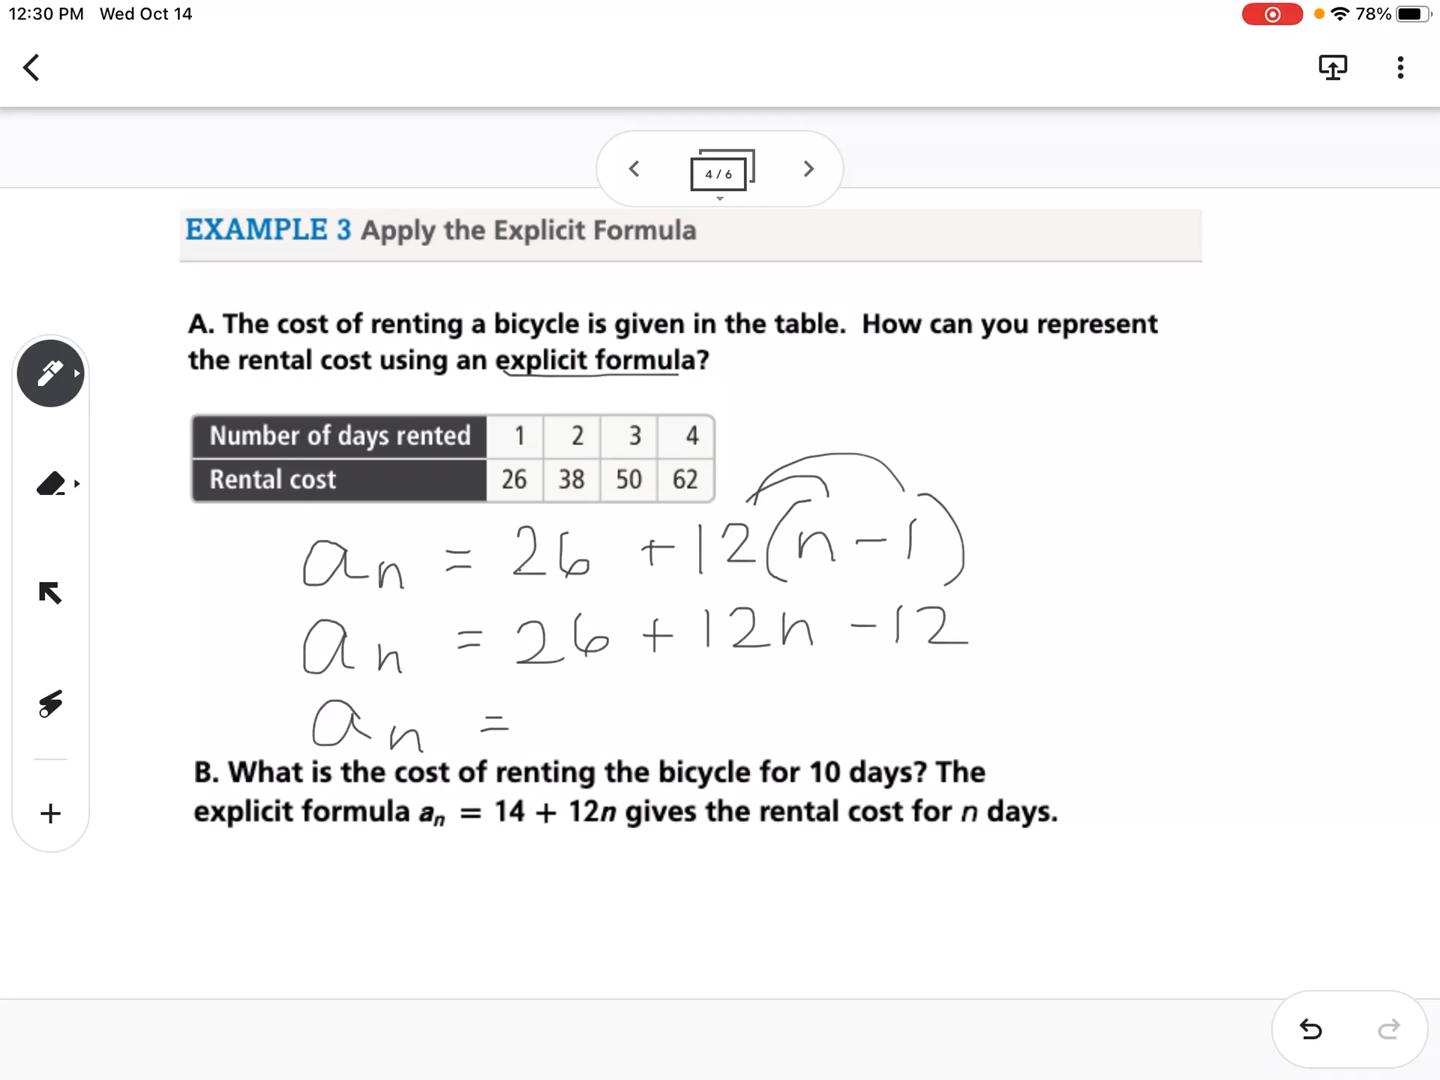 12:30 PM Wed Oct 14
78%
4 / 6
EXAMPLE 3 Apply the Explicit Formula
A. The cost of renting a bicycle is given in the table. How can you represent
the rental cost using an explicit formula?
Number of days rented 1 2 3 4
Rental cost 26 38 50 62
aₙ = 26 + 12(n - 1)
aₙ = 26 + 12n - 12
aₙ =
B. What is the cost of renting the bicycle for 10 days? The
explicit formula aₙ = 14 + 12n gives the rental cost for n days.